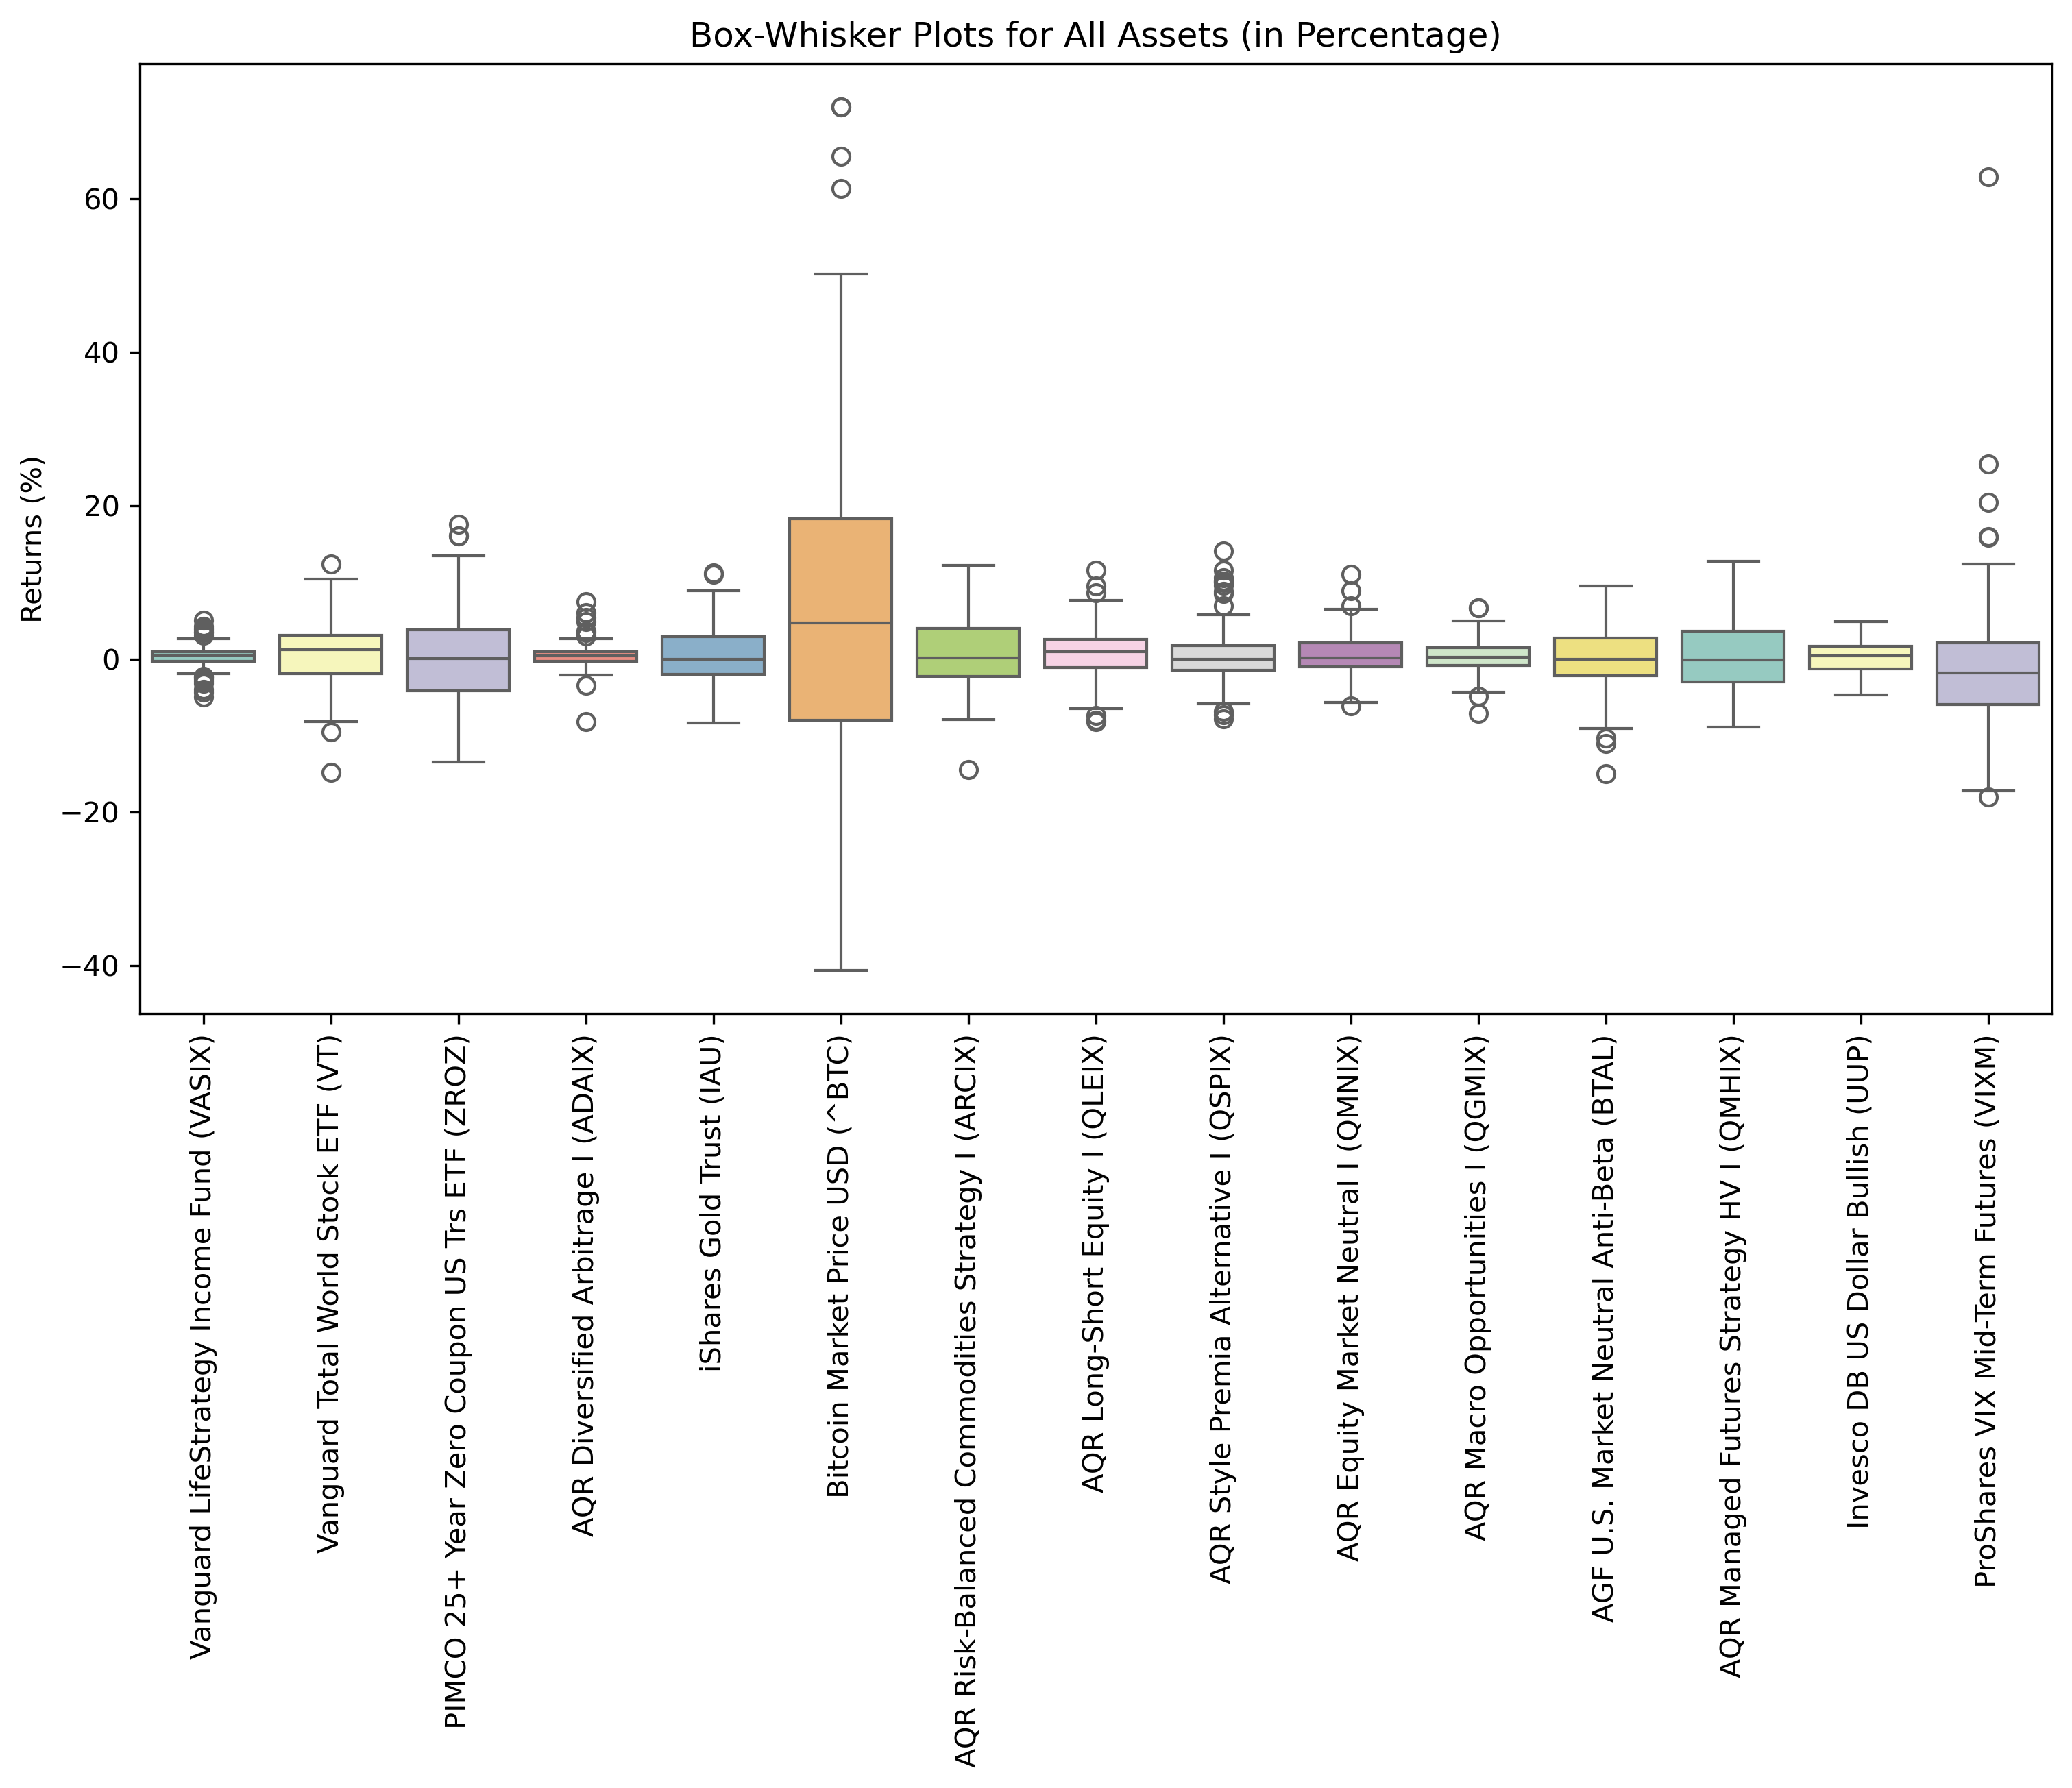 Box-Whisker Plots for All Assets (in Percentage)
Returns (%)
60
40
20
0
−20
−40
Vanguard LifeStrategy Income Fund (VASIX)
Vanguard Total World Stock ETF (VT)
PIMCO 25+ Year Zero Coupon US Trs ETF (ZROZ)
AQR Diversified Arbitrage I (ADAIX)
iShares Gold Trust (IAU)
Bitcoin Market Price USD (^BTC)
AQR Risk-Balanced Commodities Strategy I (ARCIX)
AQR Long-Short Equity I (QLEIX)
AQR Style Premia Alternative I (QSPIX)
AQR Equity Market Neutral I (QMNIX)
AQR Macro Opportunities I (QGMIX)
AGF U.S. Market Neutral Anti-Beta (BTAL)
AQR Managed Futures Strategy HV I (QMHIX)
Invesco DB US Dollar Bullish (UUP)
ProShares VIX Mid-Term Futures (VIXM)